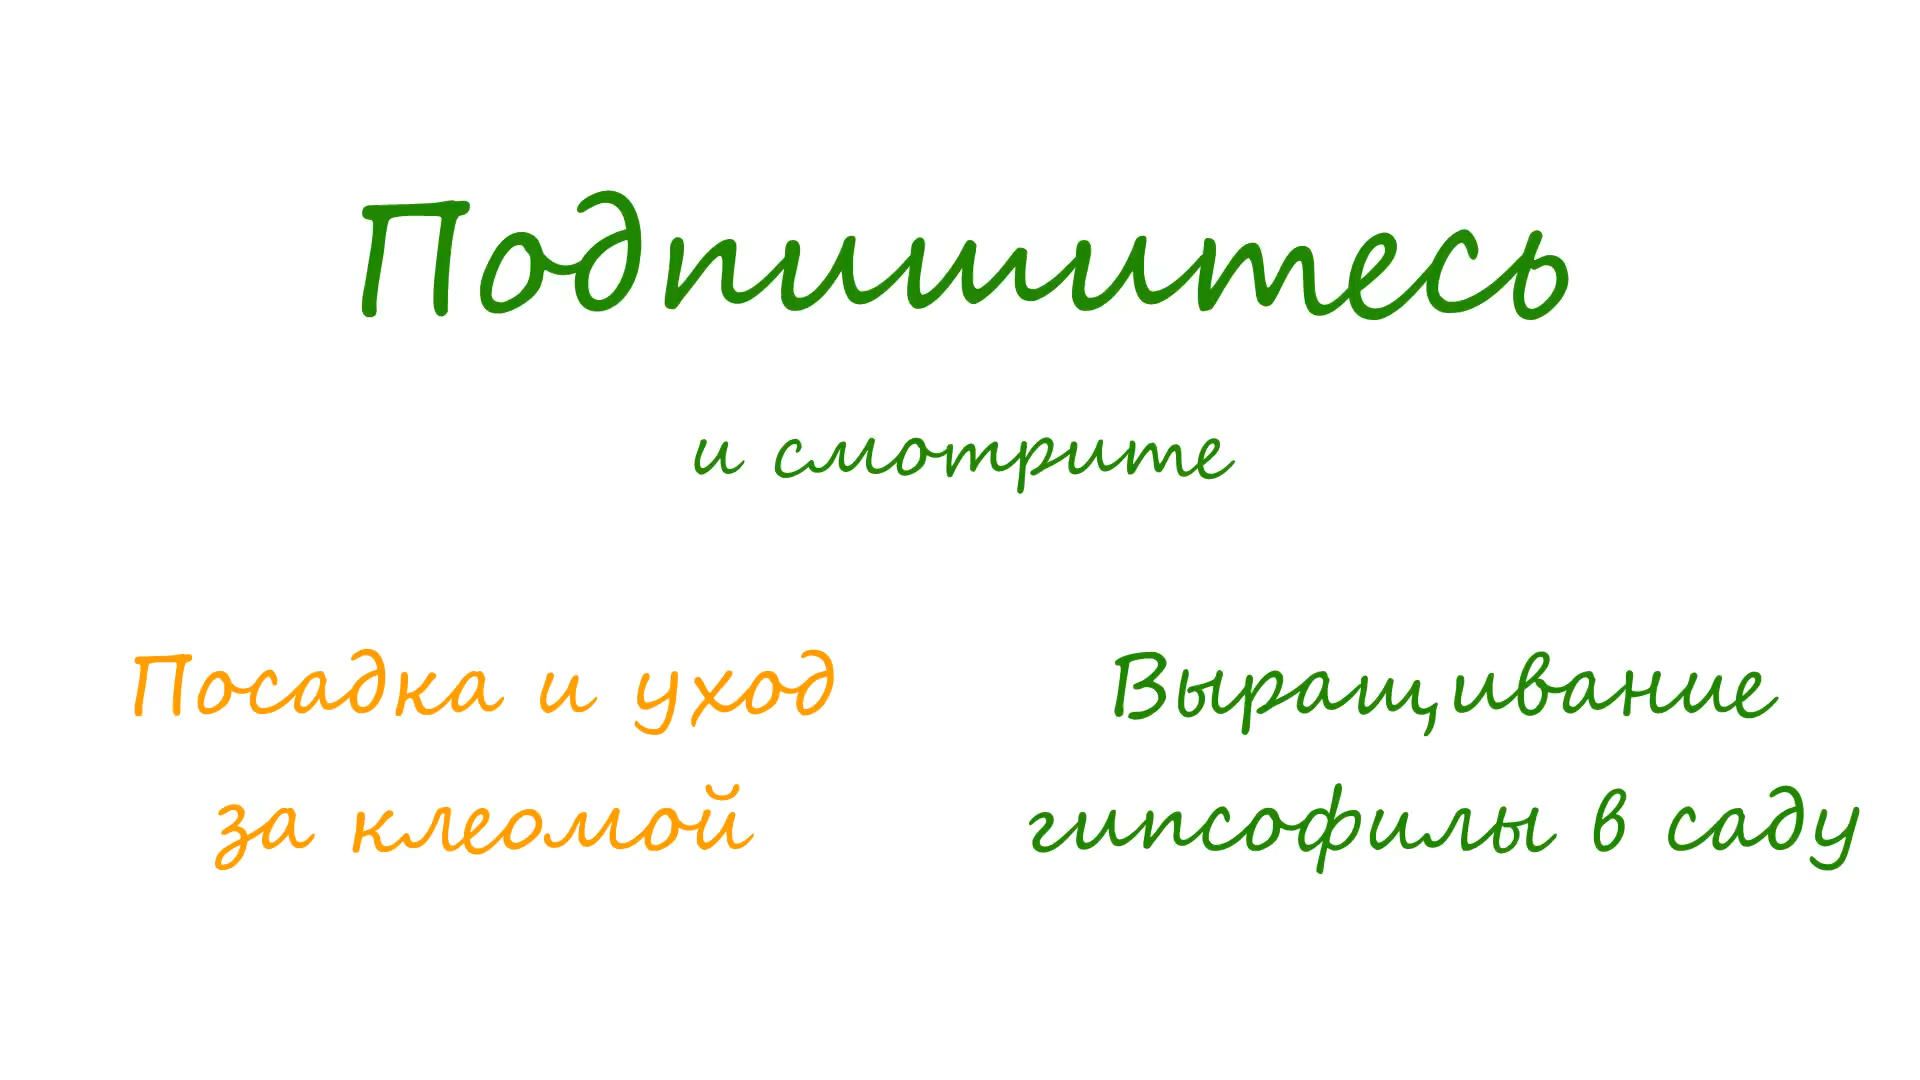 Подпишитесь
и смотрите
Посадка и уход
за клеомой
Выращивание
гипсофилы в саду